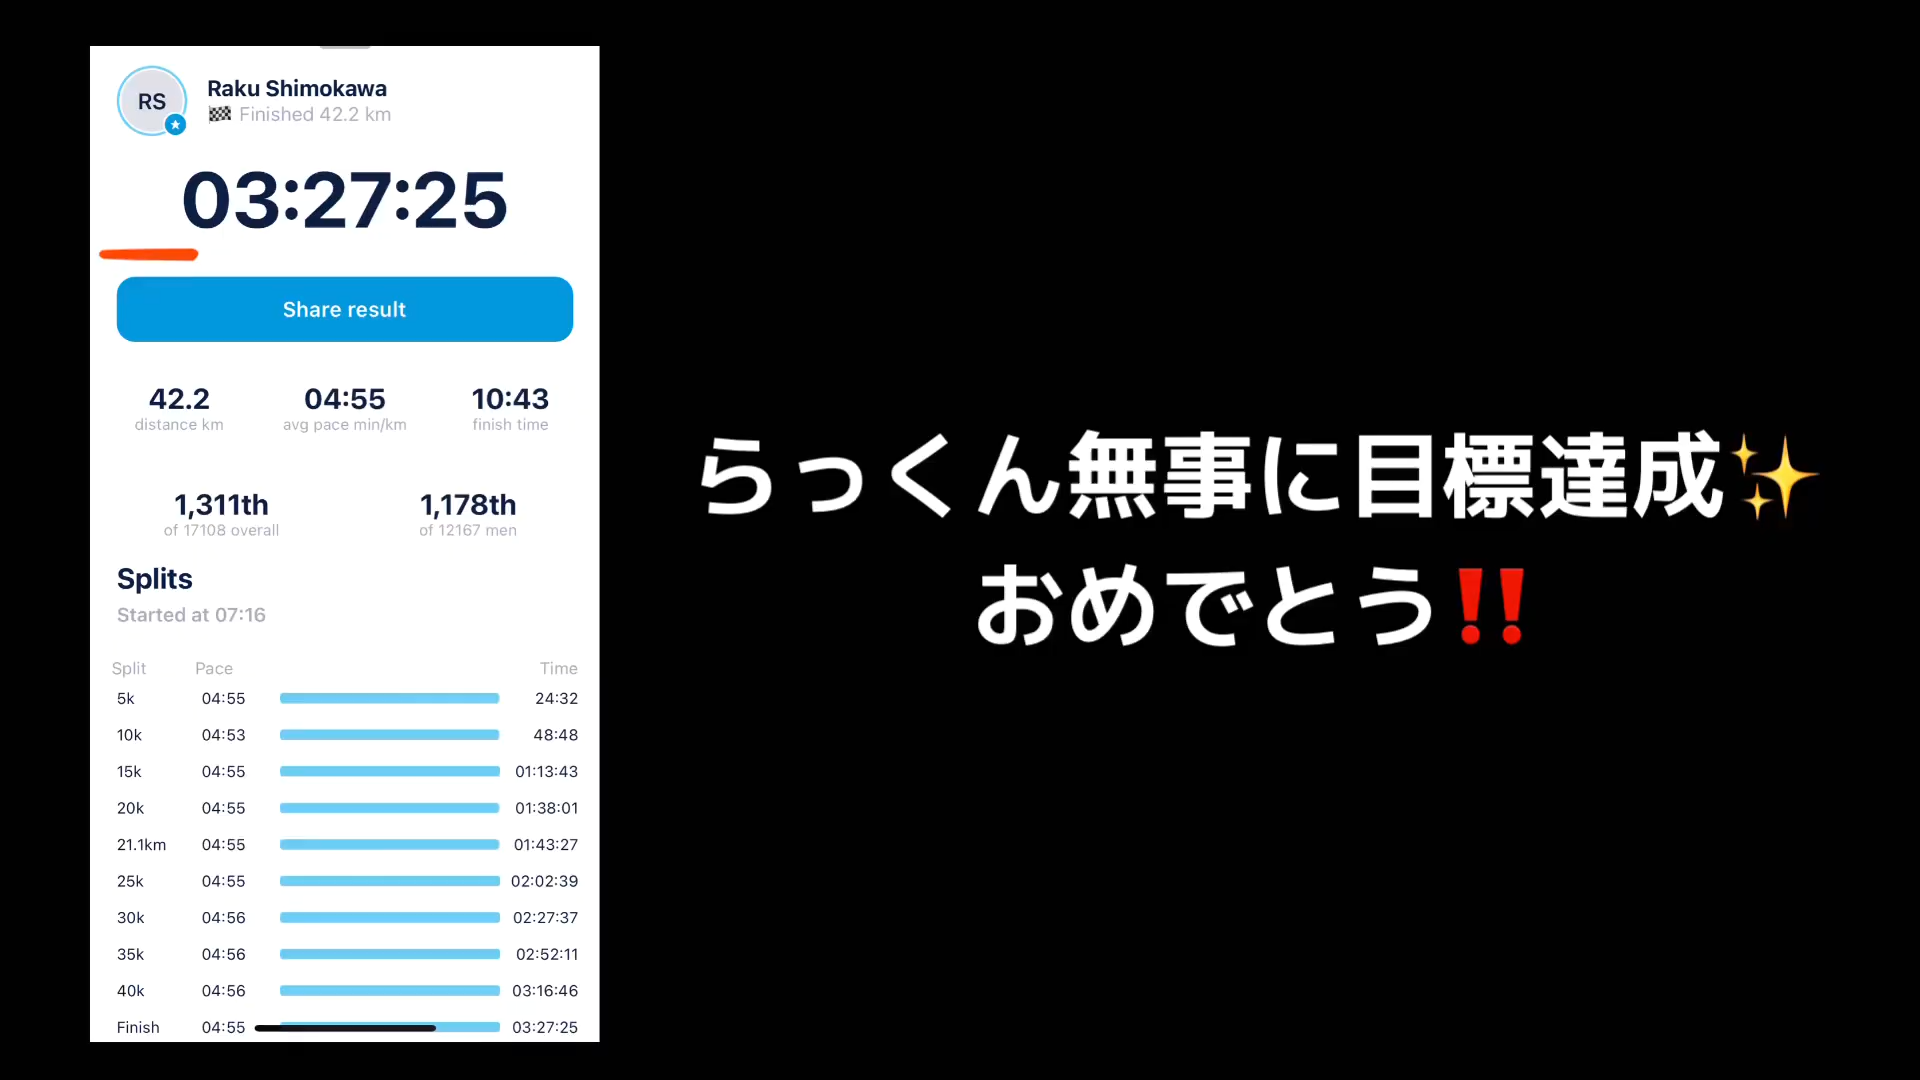 RS
Raku Shimokawa
🏁 Finished 42.2 km
03:27:25
Share result
42.2 04:55 10:43
distance km avg pace min/km finish time
1,311th 1,178th
of 17108 overall of 12167 men
Splits
Started at 07:16
Split Pace Time
5k 04:55 24:32
10k 04:53 48:48
15k 04:55 01:13:43
20k 04:55 01:38:01
21.1km 04:55 01:43:27
25k 04:55 02:02:39
30k 04:56 02:27:37
35k 04:56 02:52:11
40k 04:56 03:16:46
Finish 04:55 03:27:25
らっくん無事に目標達成✨
おめでとう‼️